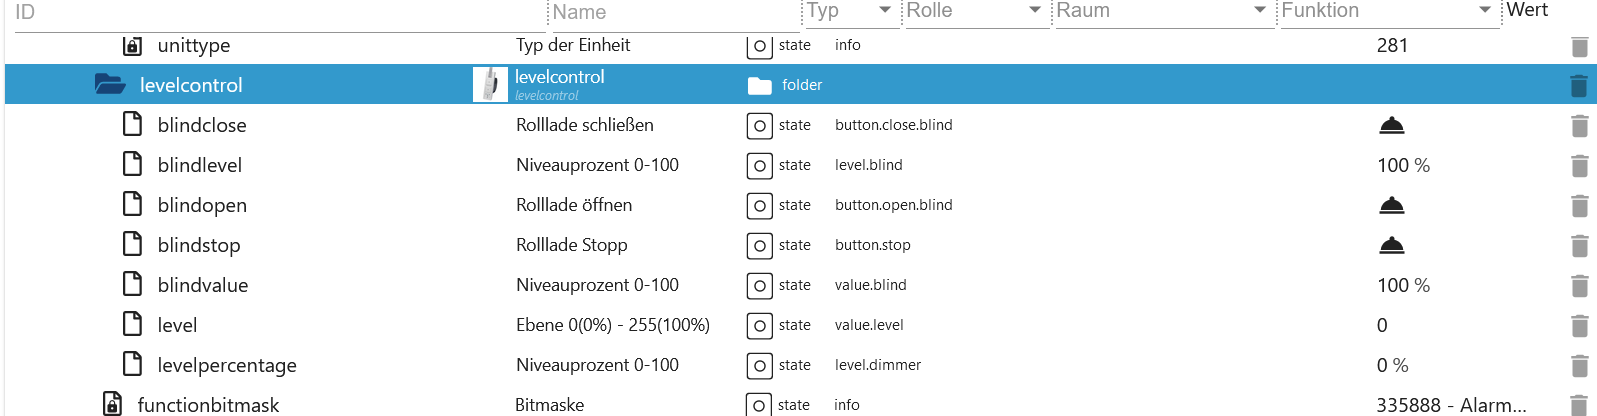 ID Name Typ Rolle Raum Funktion Wert
unittype Typ der Einheit state info 281
levelcontrol levelcontrol folder
levelcontrol
blindclose Rolllade schließen state button.close.blind
blindlevel Niveauprozent 0-100 state level.blind 100 %
blindopen Rolllade öffnen state button.open.blind
blindstop Rolllade Stopp state button.stop
blindvalue Niveauprozent 0-100 state value.blind 100 %
level Ebene 0(0%) - 255(100%) state value.level 0
levelpercentage Niveauprozent 0-100 state level.dimmer 0 %
functionbitmask Bitmaske state info 335888 - Alarm...